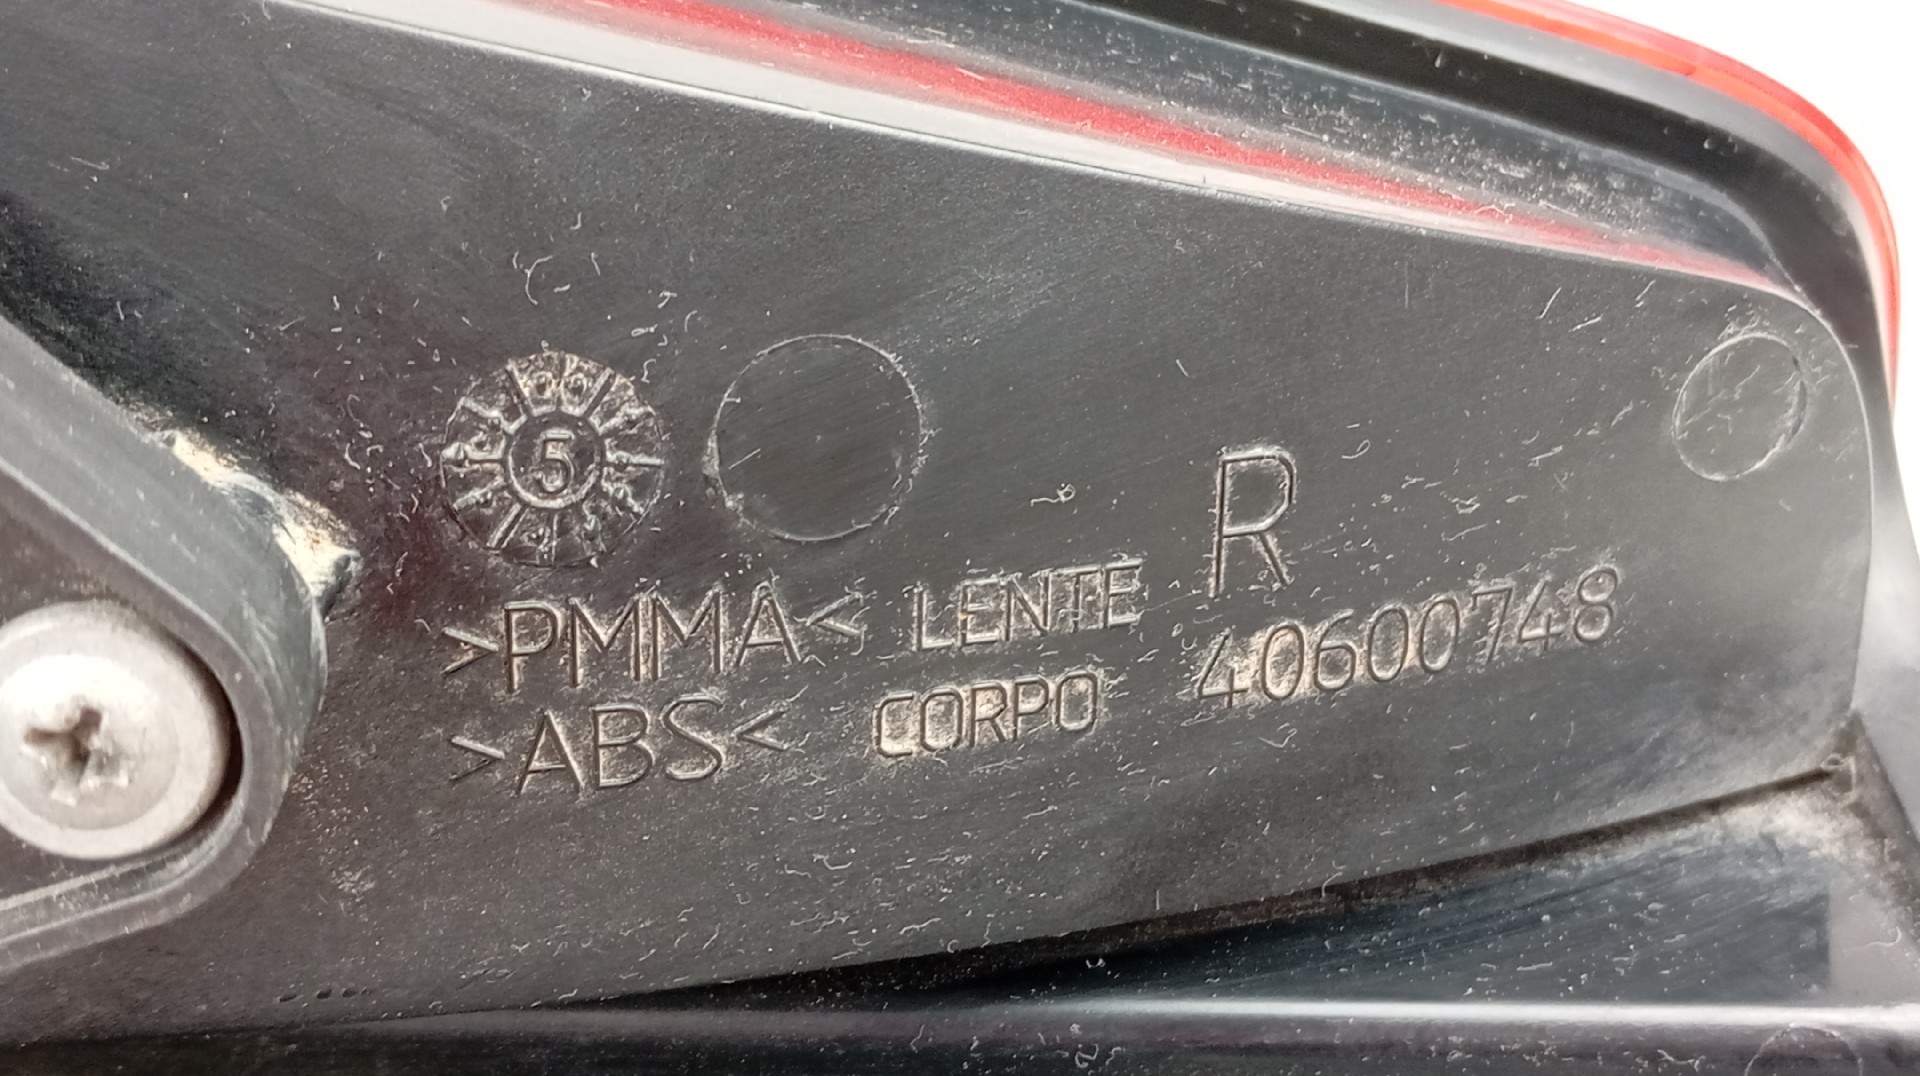 5
R
>PMMA< LENTE
>ABS< CORPO 40600748